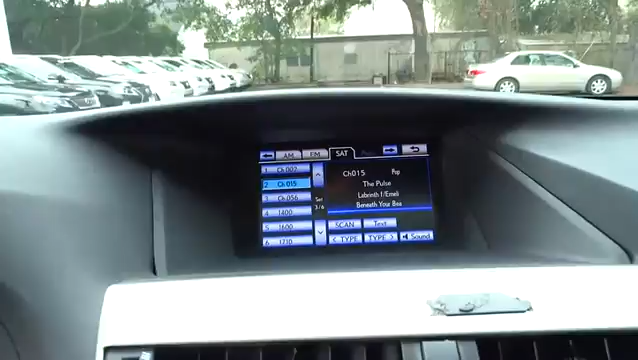 AM FM SAT
1 Ch 002
2 Ch 015
3 Ch 056
4 1400
5 1600
6 1710
Set
3/6
Ch015 Pop
The Pulse
Labrinth f/Emeli
Beneath Your Bea
SCAN Text
< TYPE TYPE > Sound